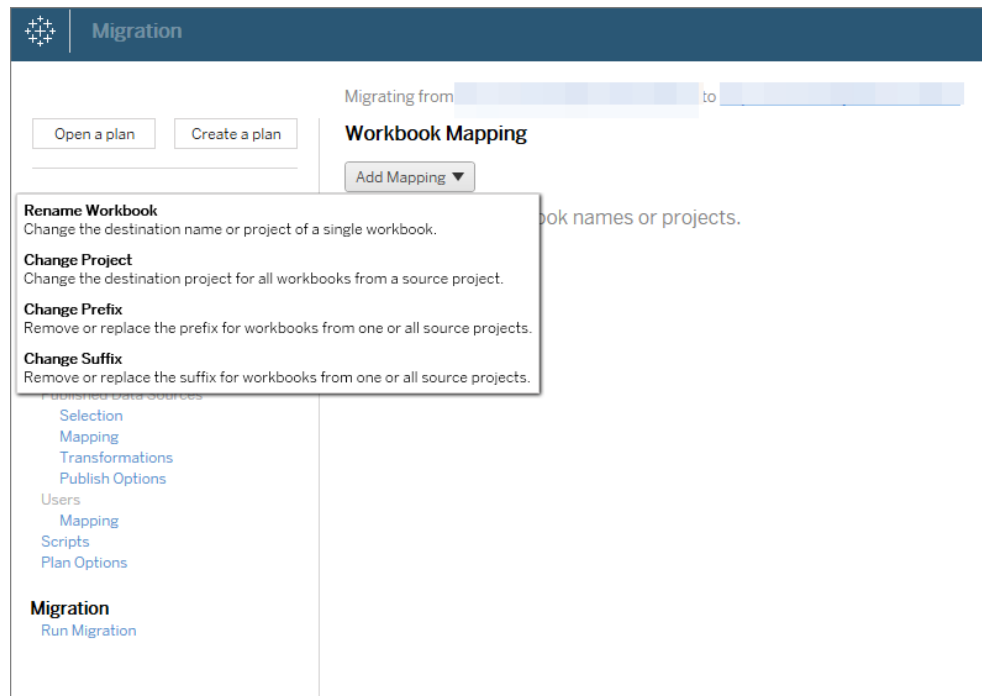 Migration
Migrating from to
Open a plan
Create a plan
Workbook Mapping
Add Mapping ▼
names or projects.
Rename Workbook
Change the destination name or project of a single workbook.
Change Project
Change the destination project for all workbooks from a source project.
Change Prefix
Remove or replace the prefix for workbooks from one or all source projects.
Change Suffix
Remove or replace the suffix for workbooks from one or all source projects.
Published Data Sources
Selection
Mapping
Transformations
Publish Options
Users
Mapping
Scripts
Plan Options
Migration
Run Migration